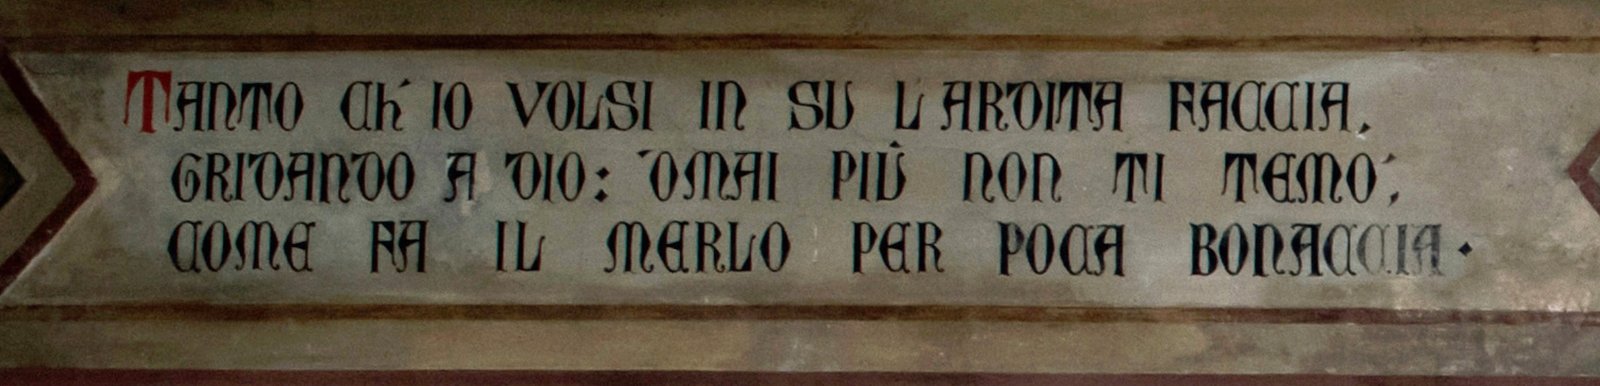 TANTO Ch' IO VOLSI IN SU L'ARDITA FACCIA,
GRIDANDO A DIO: 'OMAI PIÙ NON TI TEMO',
COME FA IL MERLO PER POCA BONACCIA·